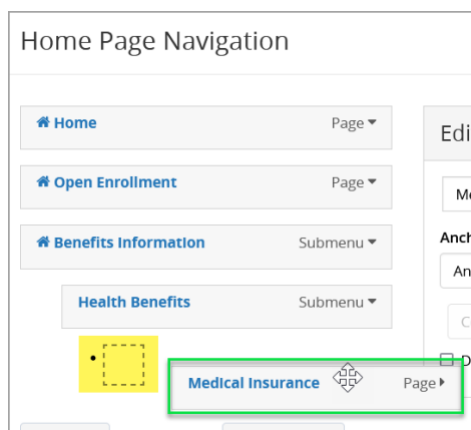 Home Page Navigation
Home Page
Edi
Open Enrollment Page
Benefits Information Submenu
Anch
An
Health Benefits Submenu
Medical Insurance Page